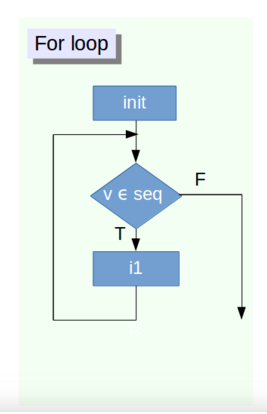 For loop
init
v ϵ seq
F
T
i1